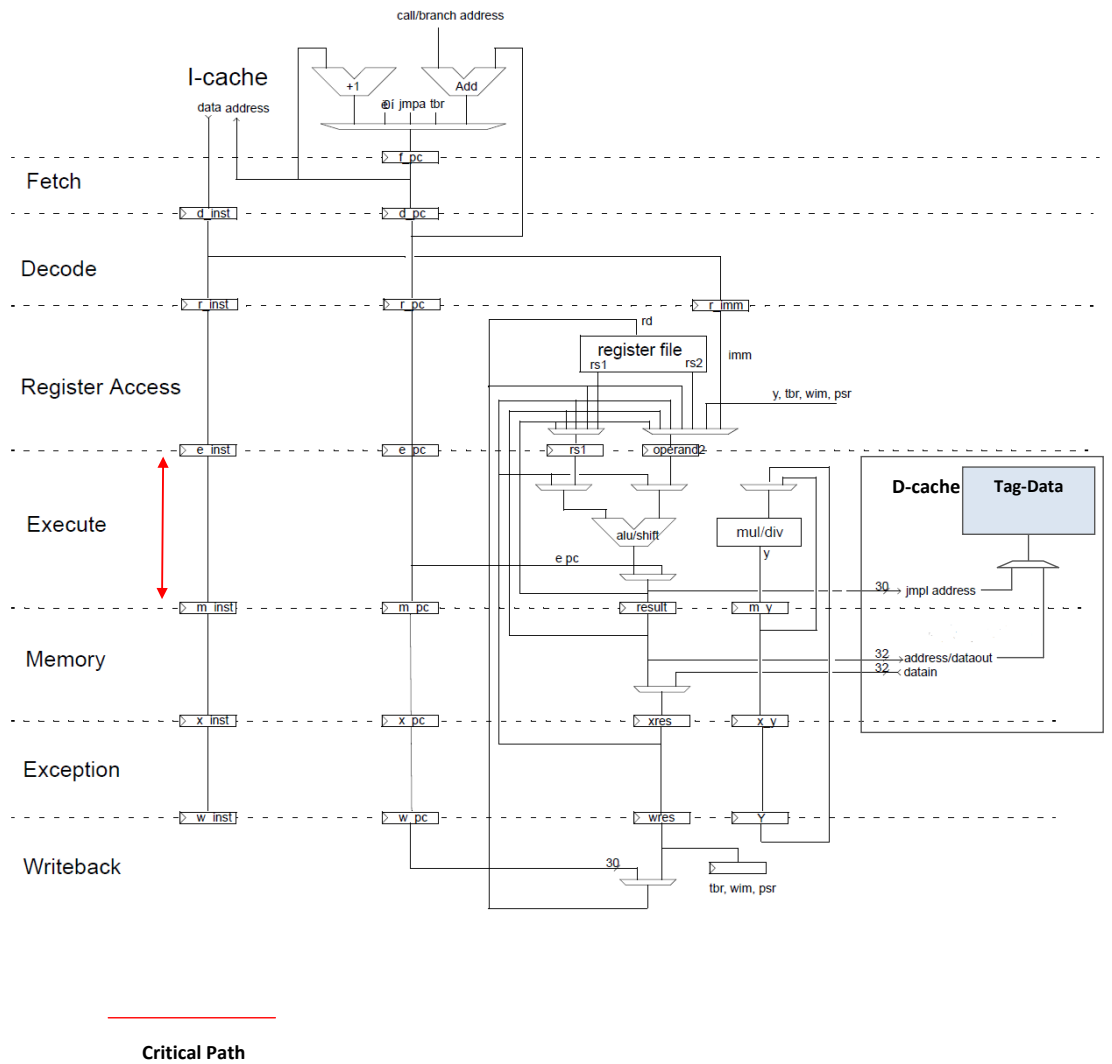 call/branch address
I-cache
+1
Add
data address
jmpa tbr
f_pc
Fetch
d_inst
d_pc
Decode
r_inst
r_pc
r_imm
rd
register file
rs1
rs2
imm
Register Access
y, tbr, wim, psr
e_inst
e_pc
rs1
operand2
D-cache
Tag-Data
Execute
alu/shift
mul/div
y
e pc
30
jmpl address
m_inst
m_pc
result
m_y
Memory
32
address/dataout
32
datain
x_inst
x_pc
xres
x_y
Exception
w_inst
w_pc
wres
Y
Writeback
30
tbr, wim, psr
Critical Path